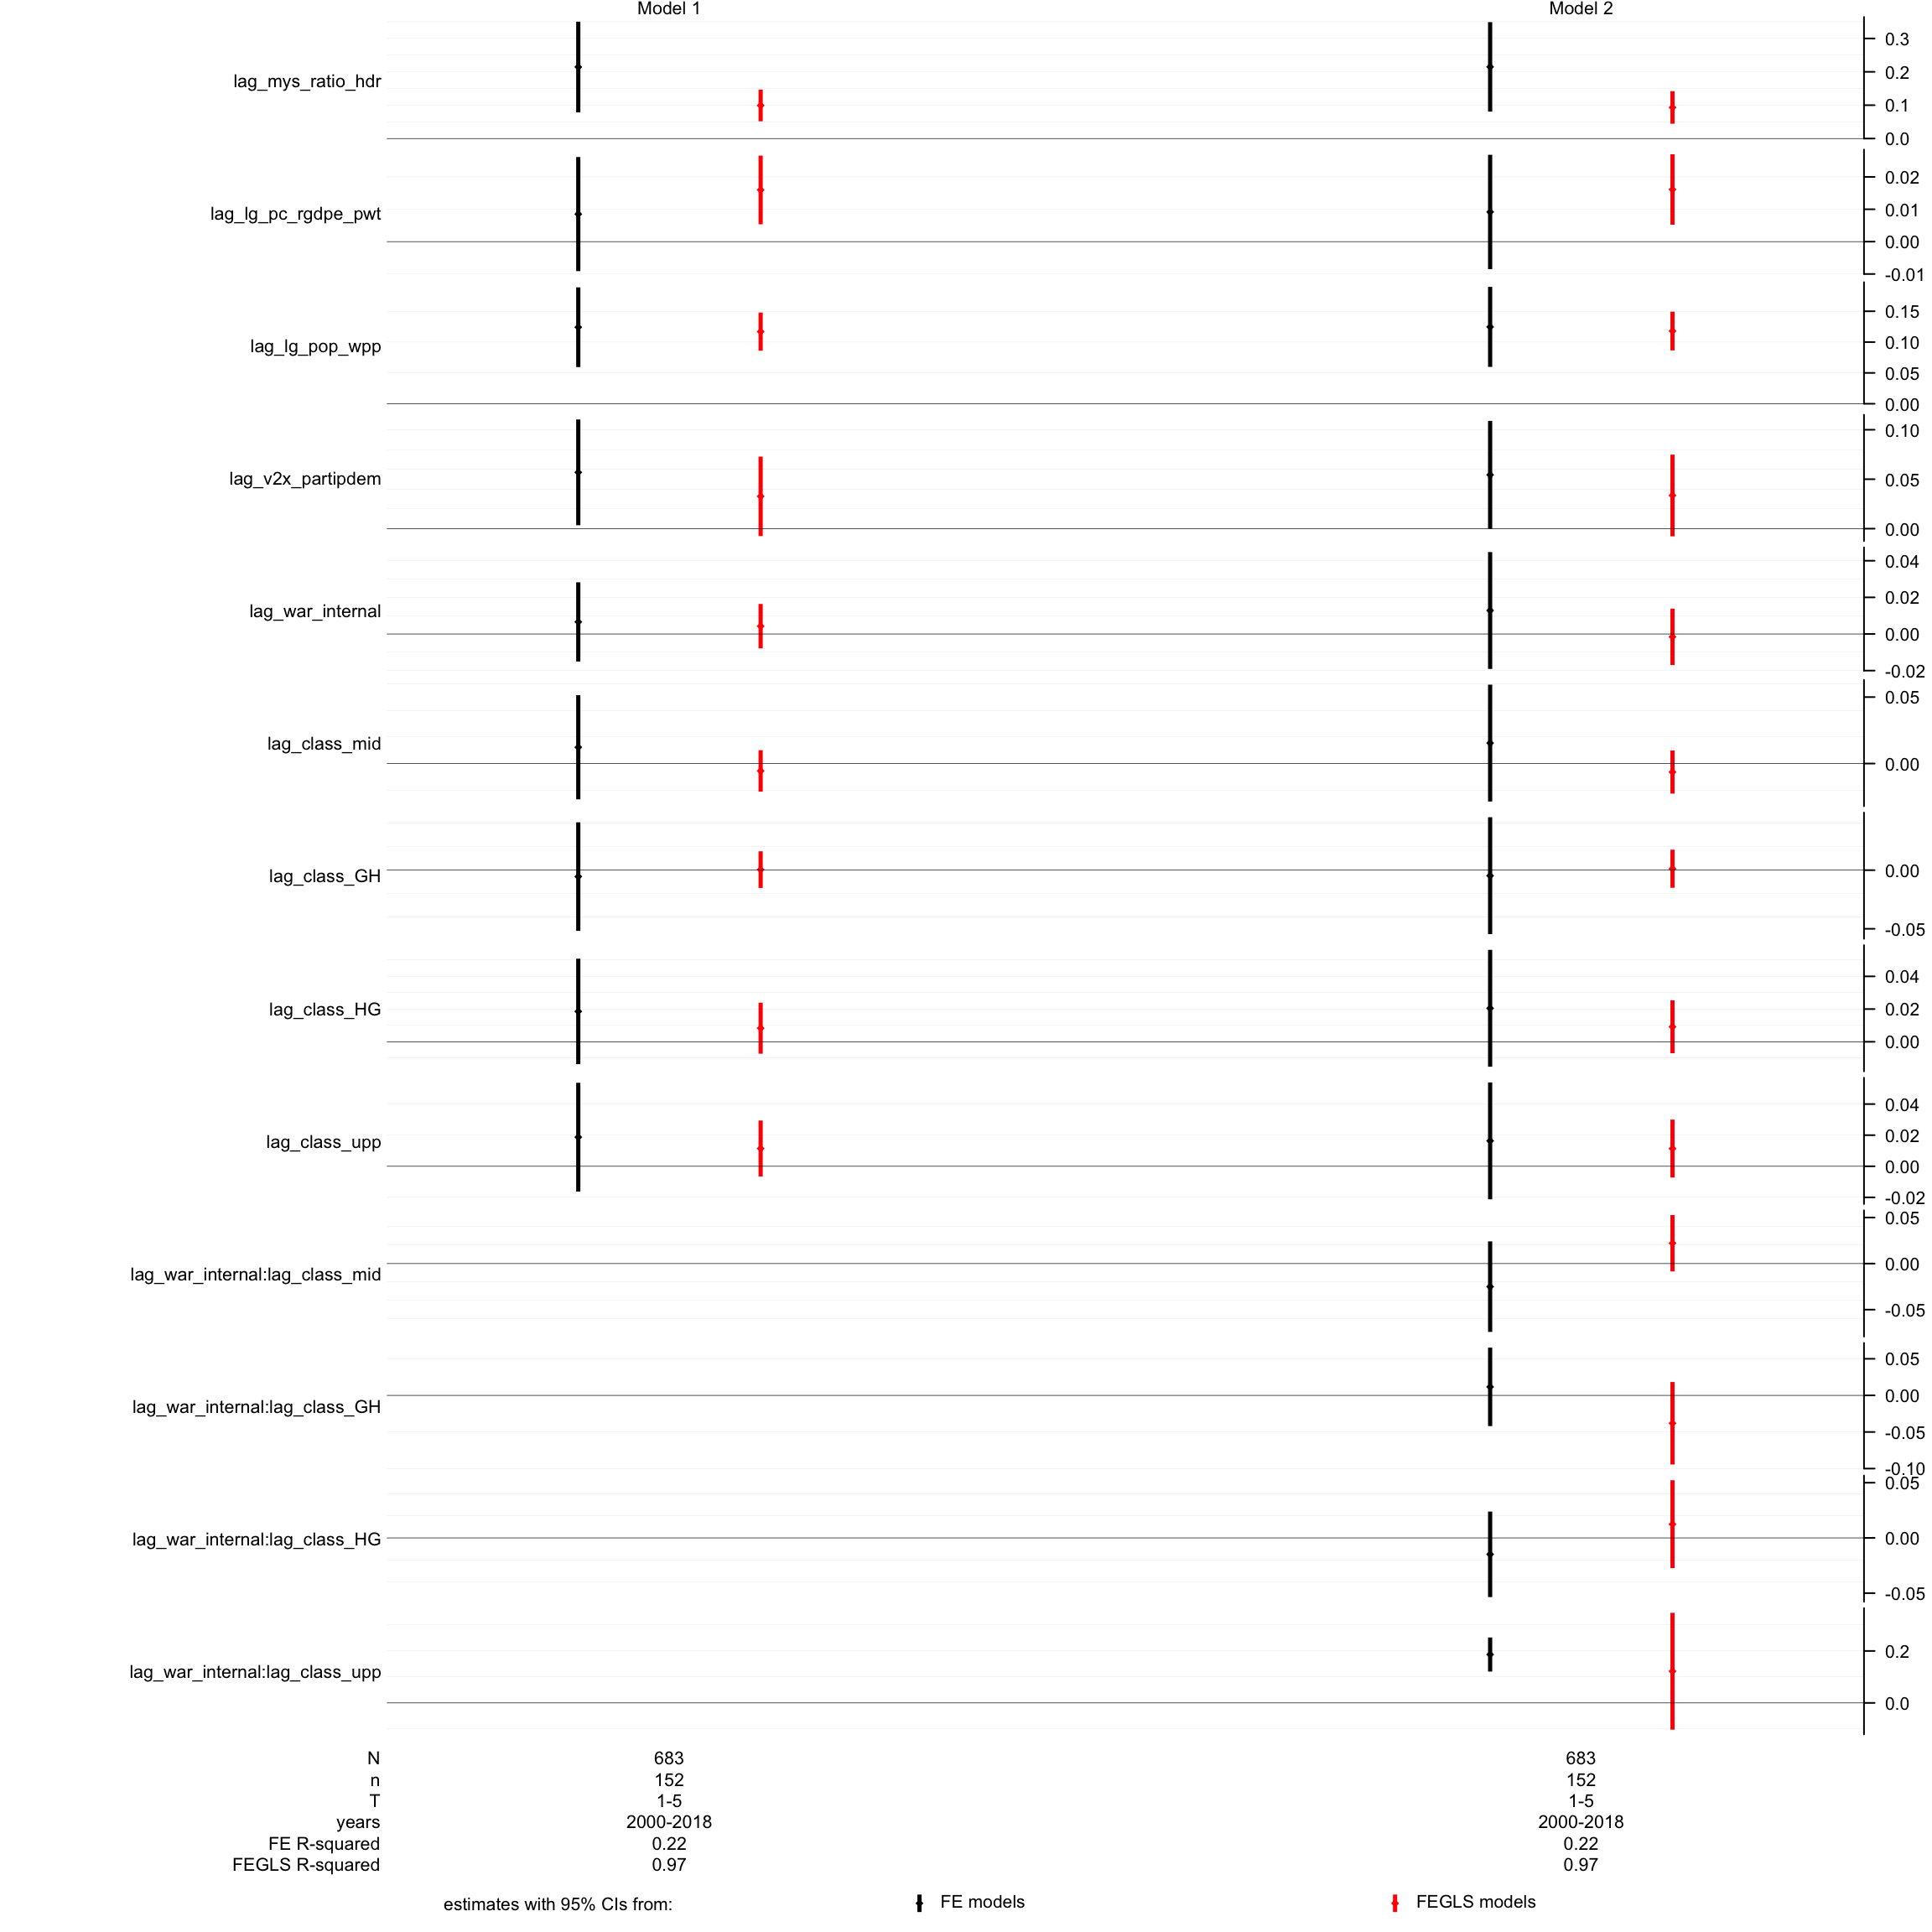 Model 1 Model 2
lag_mys_ratio_hdr
0.3
0.2
0.1
0.0
lag_lg_pc_rgdpe_pwt
0.02
0.01
0.00
-0.01
lag_lg_pop_wpp
0.15
0.10
0.05
0.00
lag_v2x_partipdem
0.10
0.05
0.00
lag_war_internal
0.04
0.02
0.00
-0.02
lag_class_mid
0.05
0.00
lag_class_GH
0.00
-0.05
lag_class_HG
0.04
0.02
0.00
lag_class_upp
0.04
0.02
0.00
-0.02
lag_war_internal:lag_class_mid
0.05
0.00
-0.05
lag_war_internal:lag_class_GH
0.05
0.00
-0.05
-0.10
lag_war_internal:lag_class_HG
0.05
0.00
-0.05
lag_war_internal:lag_class_upp
0.2
0.0
N 683 683
n 152 152
T 1-5 1-5
years 2000-2018 2000-2018
FE R-squared 0.22 0.22
FEGLS R-squared 0.97 0.97
estimates with 95% CIs from: FE models FEGLS models